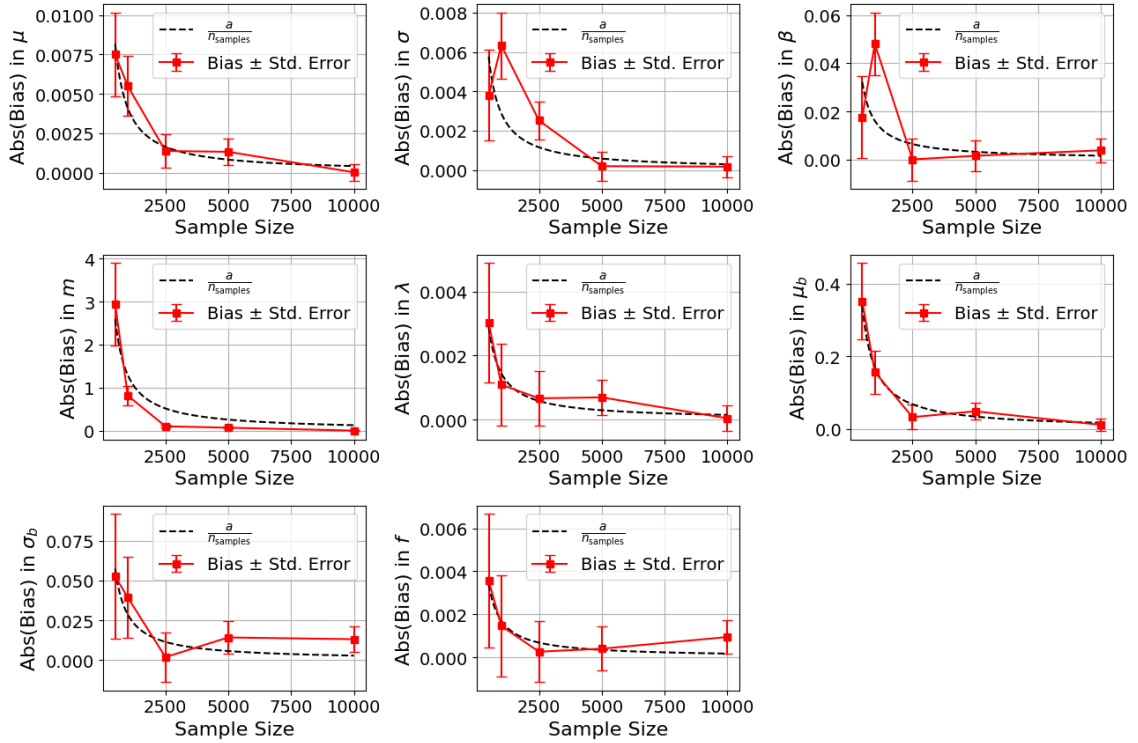 Abs(Bias) in μ
0.0100
0.0075
0.0050
0.0025
0.0000
a
n_samples
Bias ± Std. Error
2500 5000 7500 10000
Sample Size
Abs(Bias) in σ
0.008
0.006
0.004
0.002
0.000
a
n_samples
Bias ± Std. Error
2500 5000 7500 10000
Sample Size
Abs(Bias) in β
0.06
0.04
0.02
0.00
a
n_samples
Bias ± Std. Error
2500 5000 7500 10000
Sample Size
Abs(Bias) in m
4
3
2
1
0
a
n_samples
Bias ± Std. Error
2500 5000 7500 10000
Sample Size
Abs(Bias) in λ
0.004
0.002
0.000
a
n_samples
Bias ± Std. Error
2500 5000 7500 10000
Sample Size
Abs(Bias) in μ_b
0.4
0.2
0.0
a
n_samples
Bias ± Std. Error
2500 5000 7500 10000
Sample Size
Abs(Bias) in σ_b
0.075
0.050
0.025
0.000
a
n_samples
Bias ± Std. Error
2500 5000 7500 10000
Sample Size
Abs(Bias) in f
0.006
0.004
0.002
0.000
a
n_samples
Bias ± Std. Error
2500 5000 7500 10000
Sample Size